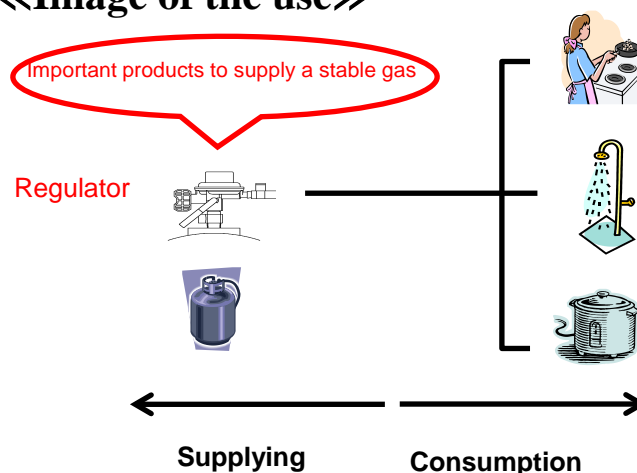 ≪Image of the use≫
Important products to supply a stable gas
Regulator
Supplying
Consumption